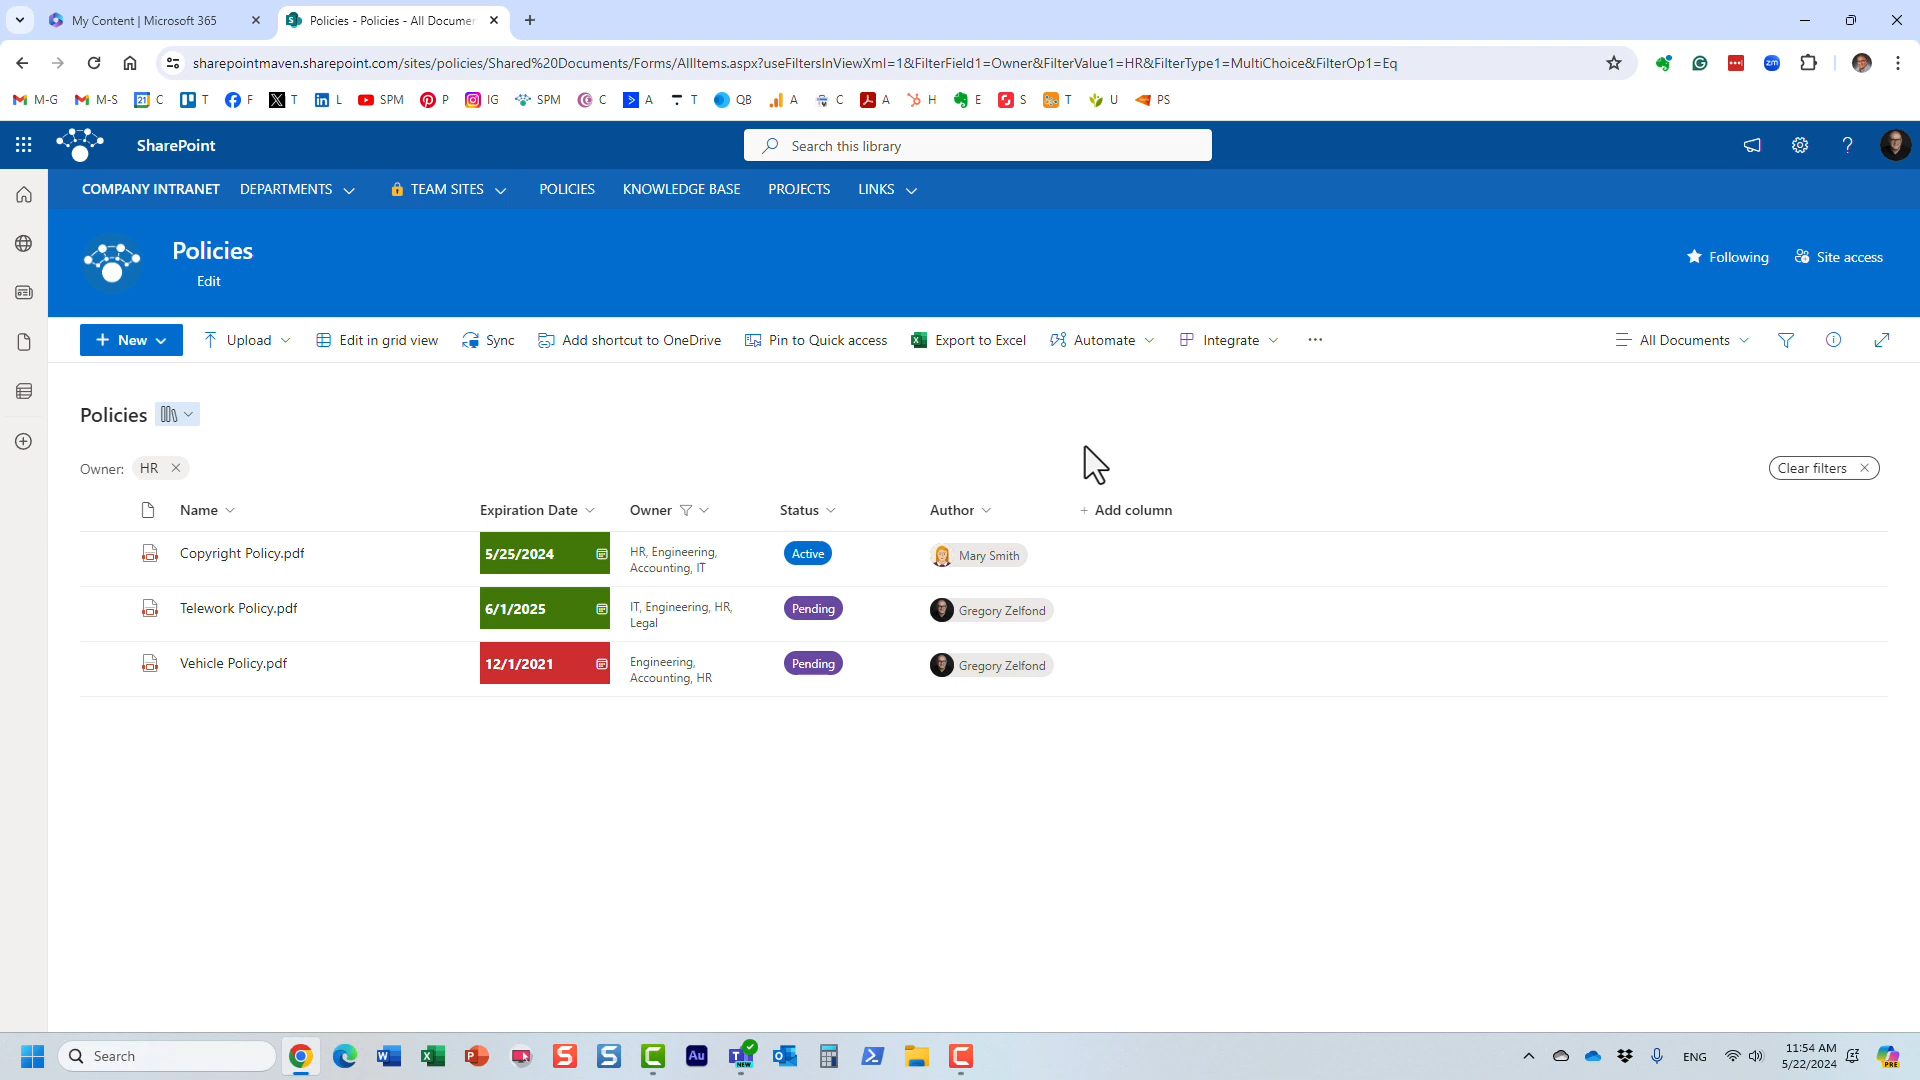 My Content | Microsoft 365
Policies - Policies - All Documen
sharepointmaven.sharepoint.com/sites/policies/Shared%20Documents/Forms/AllItems.aspx?useFiltersInViewXml=1&FilterField1=Owner&FilterValue1=HR&FilterType1=MultiChoice&FilterOp1=Eq
M-G M-S C T F T L SPM P IG SPM C A T QB A C A H E S T U PS
SharePoint
Search this library
COMPANY INTRANET DEPARTMENTS TEAM SITES POLICIES KNOWLEDGE BASE PROJECTS LINKS
Policies
Edit
Following Site access
+ New Upload Edit in grid view Sync Add shortcut to OneDrive Pin to Quick access Export to Excel Automate Integrate ... All Documents
Policies
Owner: HR
Clear filters
Name Expiration Date Owner Status Author + Add column
Copyright Policy.pdf 5/25/2024 HR, Engineering, Accounting, IT Active Mary Smith
Telework Policy.pdf 6/1/2025 IT, Engineering, HR, Legal Pending Gregory Zelfond
Vehicle Policy.pdf 12/1/2021 Engineering, Accounting, HR Pending Gregory Zelfond
Search
ENG
11:54 AM
5/22/2024